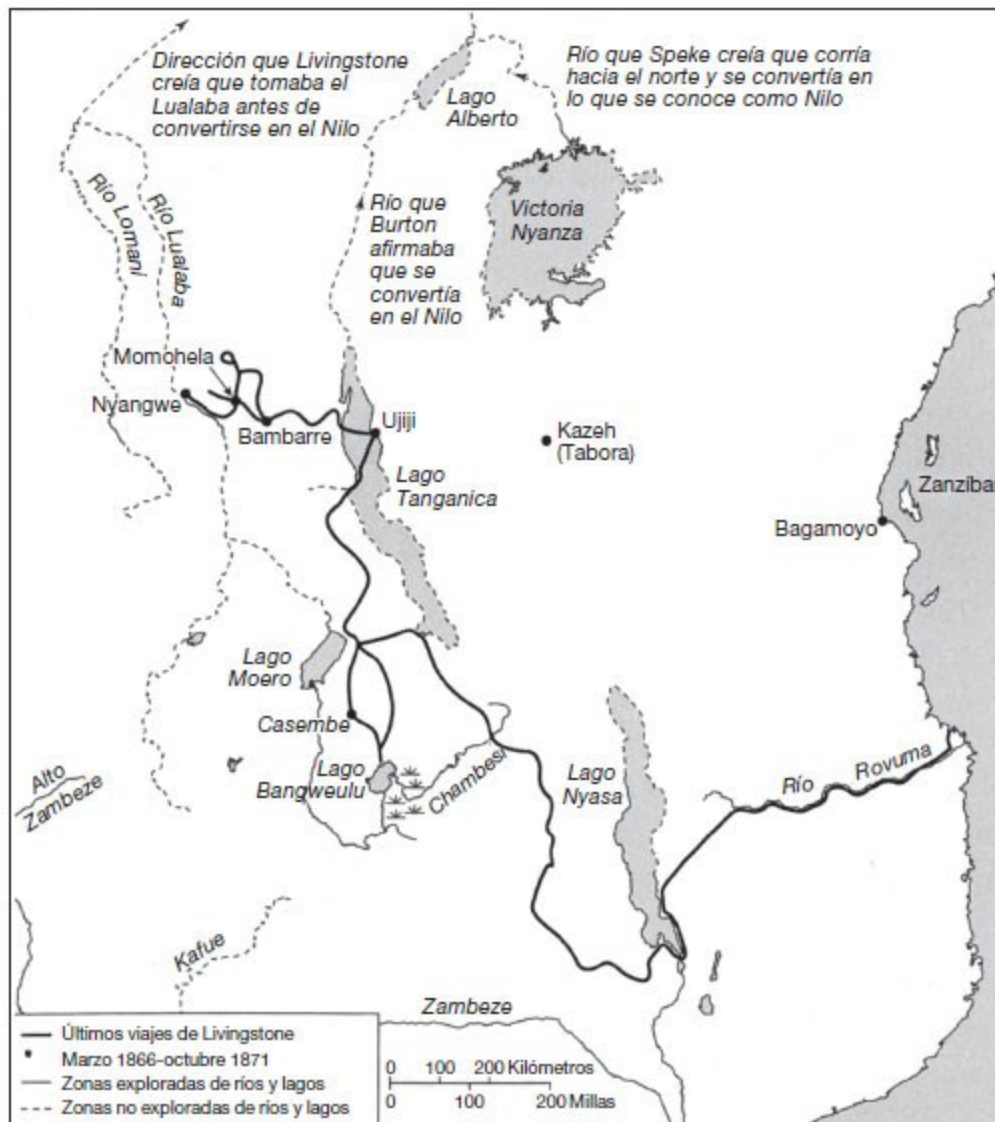 Dirección que Livingstone
creía que tomaba el
Lualaba antes de
convertirse en el Nilo
Río que Speke creía que corría
hacia el norte y se convertía en
lo que se conoce como Nilo
Lago
Alberto
Río Lomani
Río Lualaba
Río que
Burton
afirmaba
que se
convertía
en el Nilo
Victoria
Nyanza
Momohela
Nyangwe
Bambarre
Ujiji
Kazeh
(Tabora)
Lago
Tanganica
Zanzíbar
Bagamoyo
Lago
Moero
Casembe
Lago
Bangweulu
Chambesi
Lago
Nyasa
Río Rovuma
Alto
Zambeze
Kafue
Zambeze
Últimos viajes de Livingstone
Marzo 1866-octubre 1871
Zonas exploradas de ríos y lagos
Zonas no exploradas de ríos y lagos
0 100 200 Kilómetros
0 100 200 Millas